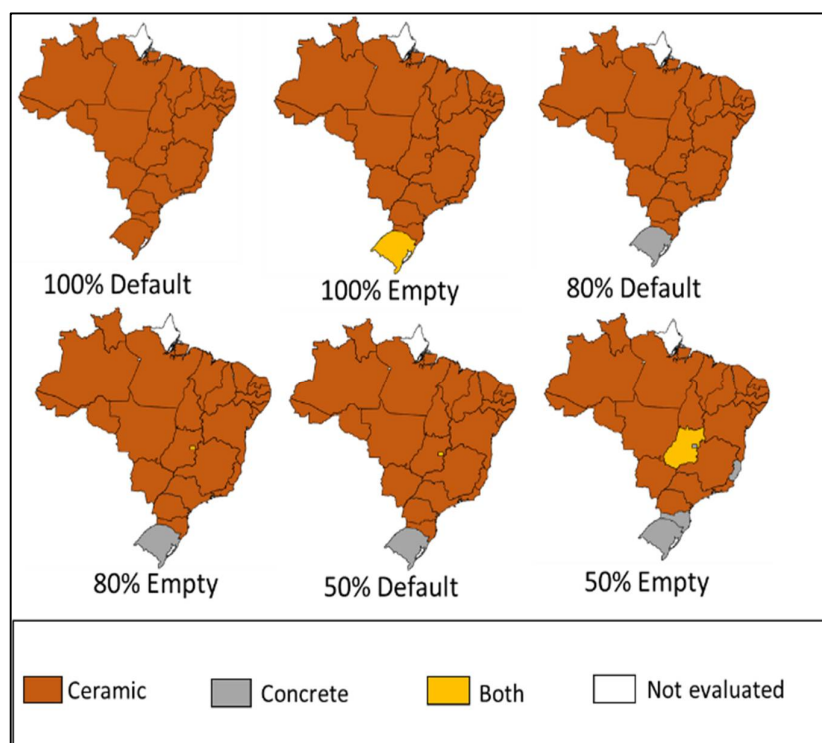 100% Default
100% Empty
80% Default
80% Empty
50% Default
50% Empty
Ceramic
Concrete
Both
Not evaluated